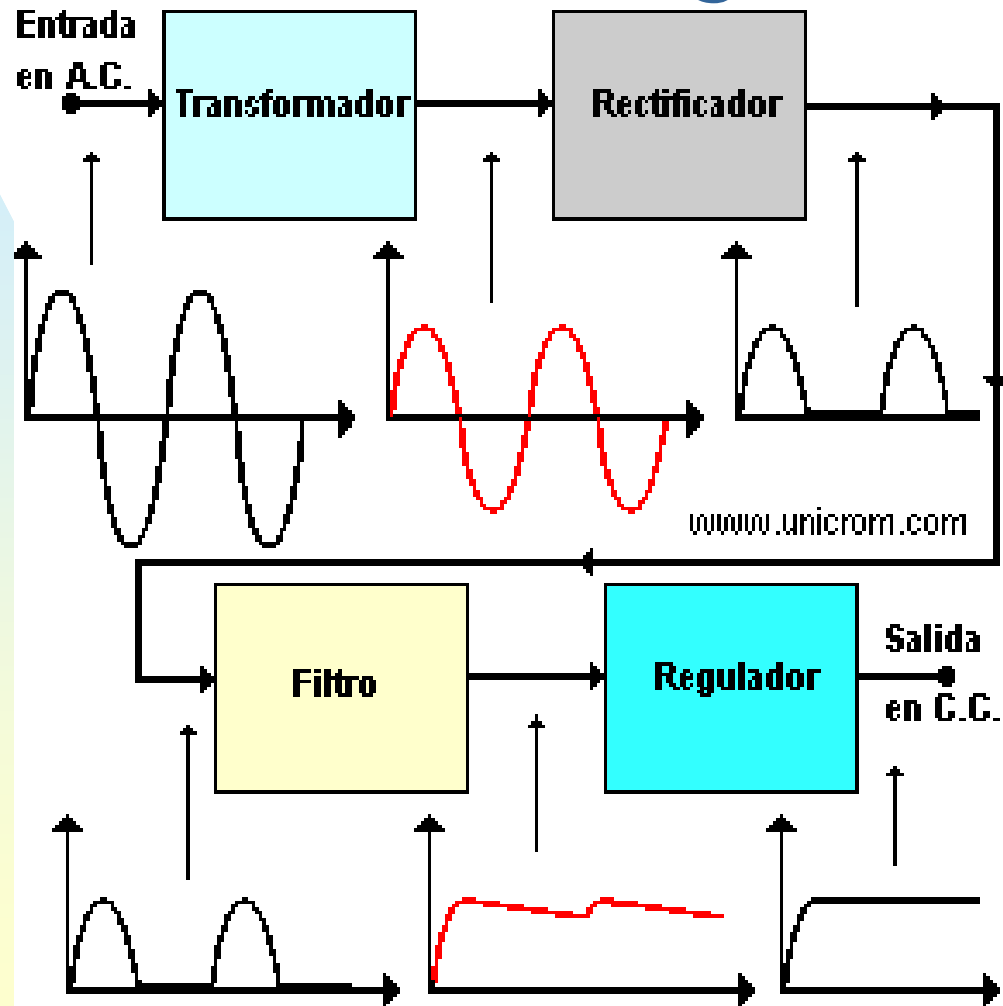 Entrada
en A.C.
Transformador
Rectificador
www.unicrom.com
Filtro
Regulador
Salida
en C.C.